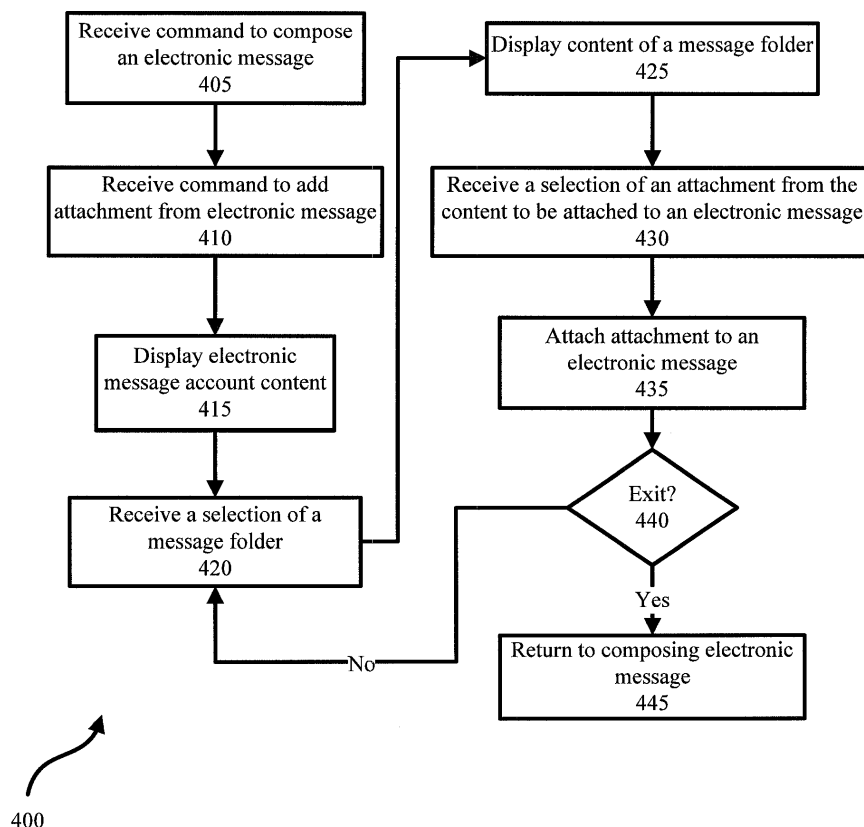 Receive command to compose
an electronic message
405
Receive command to add
attachment from electronic message
410
Display electronic
message account content
415
Receive a selection of a
message folder
420
Display content of a message folder
425
Receive a selection of an attachment from the
content to be attached to an electronic message
430
Attach attachment to an
electronic message
435
Exit?
440
Yes
No
Return to composing electronic
message
445
400